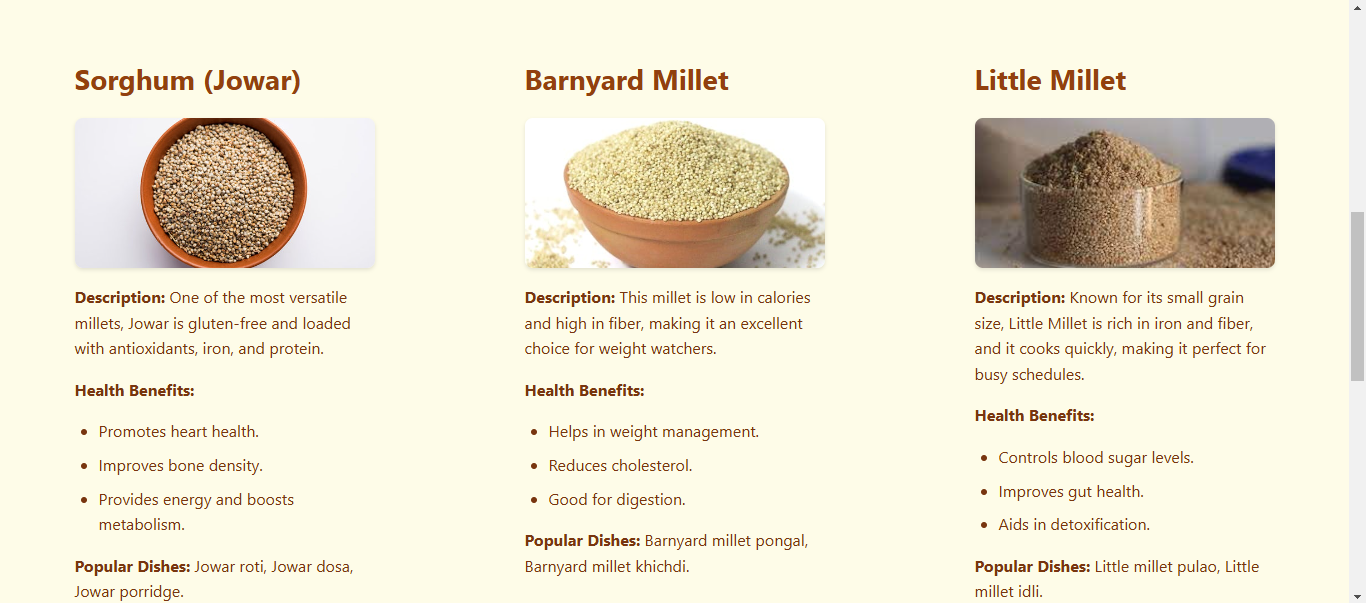 Sorghum (Jowar)
Description: One of the most versatile
millets, Jowar is gluten-free and loaded
with antioxidants, iron, and protein.
Health Benefits:
• Promotes heart health.
• Improves bone density.
• Provides energy and boosts
metabolism.
Popular Dishes: Jowar roti, Jowar dosa,
Jowar porridge.
Barnyard Millet
Description: This millet is low in calories
and high in fiber, making it an excellent
choice for weight watchers.
Health Benefits:
• Helps in weight management.
• Reduces cholesterol.
• Good for digestion.
Popular Dishes: Barnyard millet pongal,
Barnyard millet khichdi.
Little Millet
Description: Known for its small grain
size, Little Millet is rich in iron and fiber,
and it cooks quickly, making it perfect for
busy schedules.
Health Benefits:
• Controls blood sugar levels.
• Improves gut health.
• Aids in detoxification.
Popular Dishes: Little millet pulao, Little
millet idli.